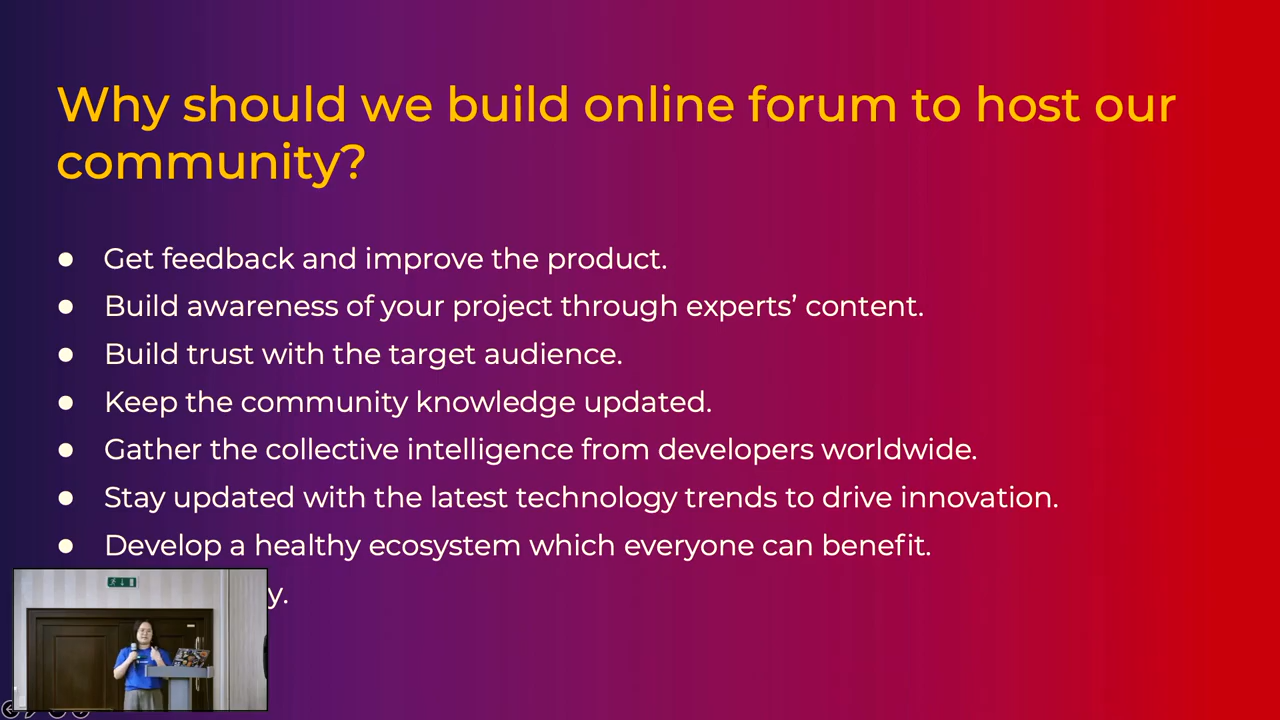 Why should we build online forum to host our
community?
● Get feedback and improve the product.
● Build awareness of your project through experts’ content.
● Build trust with the target audience.
● Keep the community knowledge updated.
● Gather the collective intelligence from developers worldwide.
● Stay updated with the latest technology trends to drive innovation.
● Develop a healthy ecosystem which everyone can benefit.
y.